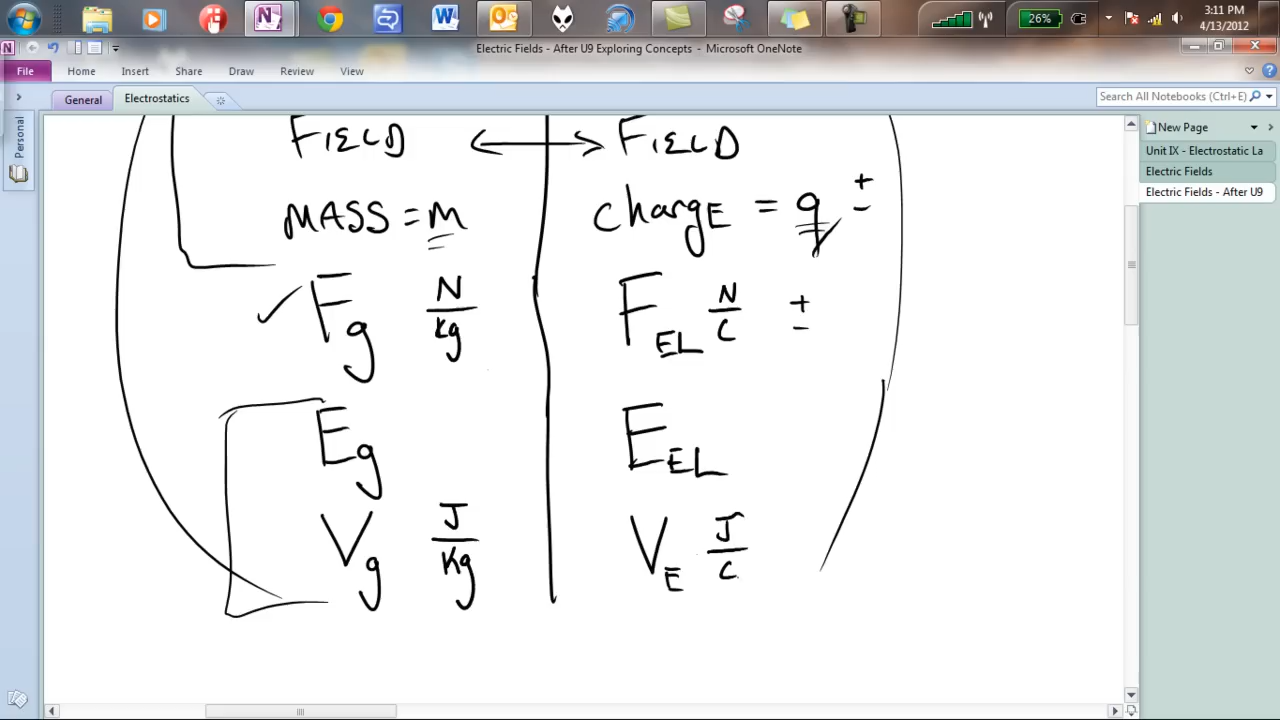 26%
3:11 PM
4/13/2012
Electric Fields - After U9 Exploring Concepts - Microsoft OneNote
File Home Insert Share Draw Review View
General Electrostatics
Search All Notebooks (Ctrl+E)
Personal
New Page
Unit IX - Electrostatic La
Electric Fields
Electric Fields - After U9
FIELD ↔ FIELD
MASS = m
chargE = q ±
Fg N/kg
FEL N/C ±
Eg
EEL
Vg J/kg
VE J/C